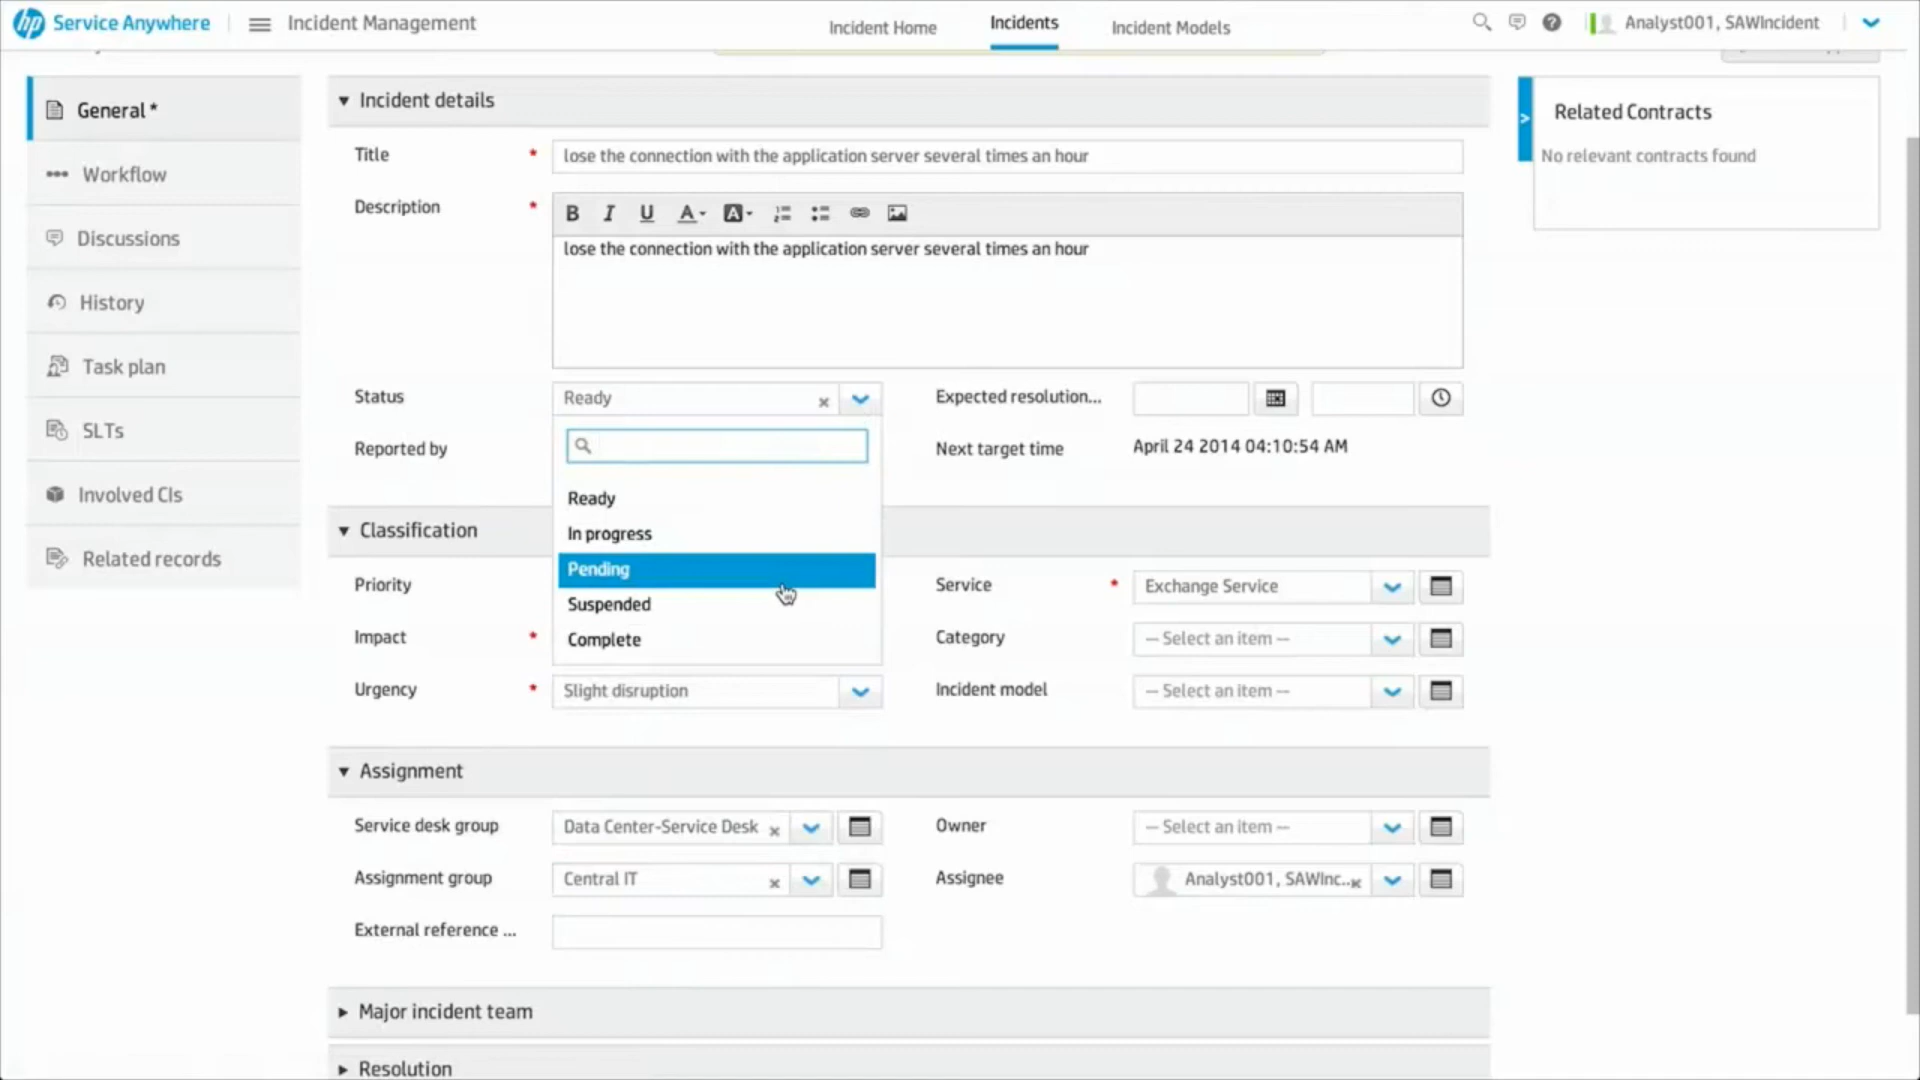 hp Service Anywhere
Incident Management
Incident Home
Incidents
Incident Models
Analyst001, SAWIncident
General *
Workflow
Discussions
History
Task plan
SLTs
Involved CIs
Related records
Incident details
Title * lose the connection with the application server several times an hour
Description *
B I U A A
lose the connection with the application server several times an hour
Status Ready
Expected resolution...
Reported by
Next target time April 24 2014 04:10:54 AM
Ready
In progress
Pending
Suspended
Complete
Classification
Priority
Service * Exchange Service
Impact *
Category -- Select an item --
Urgency * Slight disruption
Incident model -- Select an item --
Assignment
Service desk group Data Center-Service Desk
Owner -- Select an item --
Assignment group Central IT
Assignee Analyst001, SAWInc..
External reference ...
Major incident team
Resolution
Related Contracts
No relevant contracts found